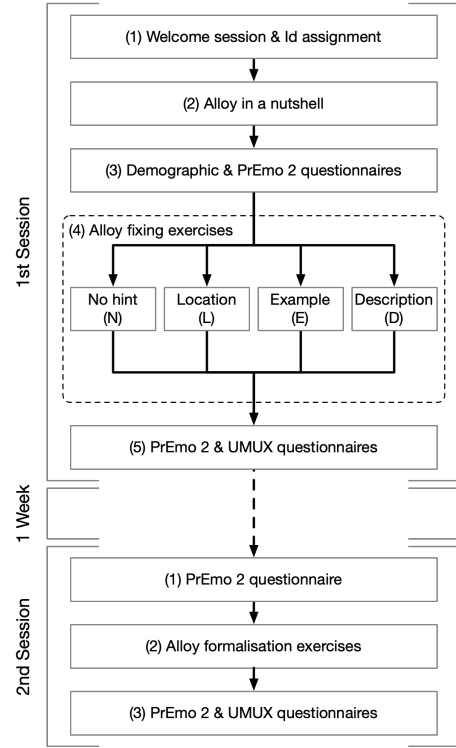 1st Session
(1) Welcome session & Id assignment
(2) Alloy in a nutshell
(3) Demographic & PrEmo 2 questionnaires
(4) Alloy fixing exercises
No hint
(N)
Location
(L)
Example
(E)
Description
(D)
(5) PrEmo 2 & UMUX questionnaires
1 Week
2nd Session
(1) PrEmo 2 questionnaire
(2) Alloy formalisation exercises
(3) PrEmo 2 & UMUX questionnaires